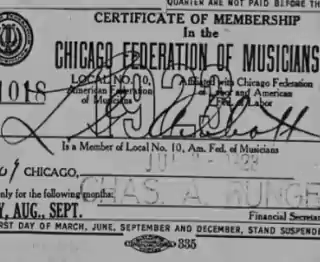 QUARTER ARE NOT PAID BEFORE TH
CERTIFICATE OF MEMBERSHIP
In the
CHICAGO FEDERATION OF MUSICIANS
1018
LOCAL NO. 10,
American Federation
of Musicians
Affiliated with Chicago Federation
of Labor and American
Fed. of Labor
Is a Member of Local No. 10, Am. Fed. of Musicians
CHICAGO,
only for the following months:
CHAS. A. RUNGE
Y, AUG., SEPT.
Financial Secreta
FIRST DAY OF MARCH, JUNE, SEPTEMBER AND DECEMBER, STAND SUSPENDE
335